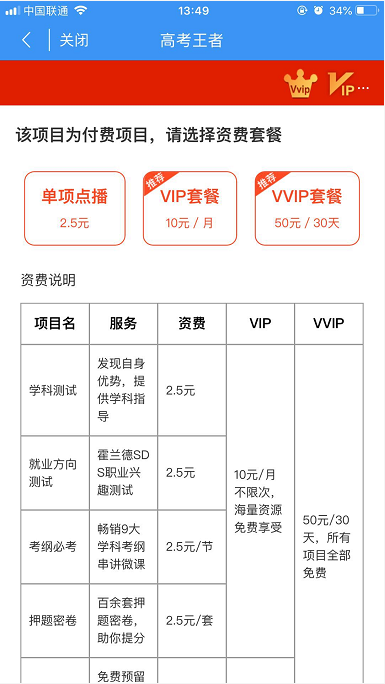 中国联通 13:49 34%
关闭 高考王者
Vvip VIP...
该项目为付费项目，请选择资费套餐
单项点播
2.5元
推荐
VIP套餐
10元 / 月
推荐
VVIP套餐
50元 / 30天
资费说明
项目名 服务 资费 VIP VVIP
学科测试
发现自身
优势，提
供学科指
导
2.5元
就业方向
测试
霍兰德SD
S职业兴
趣测试
2.5元
考纲必考
畅销9大
学科考纲
串讲微课
2.5元/节
押题密卷
百余套押
题密卷，
助你提分
2.5元/套
免费预留
10元/月
不限次，
海量资源
免费享受
50元/30
天，所有
项目全部
免费